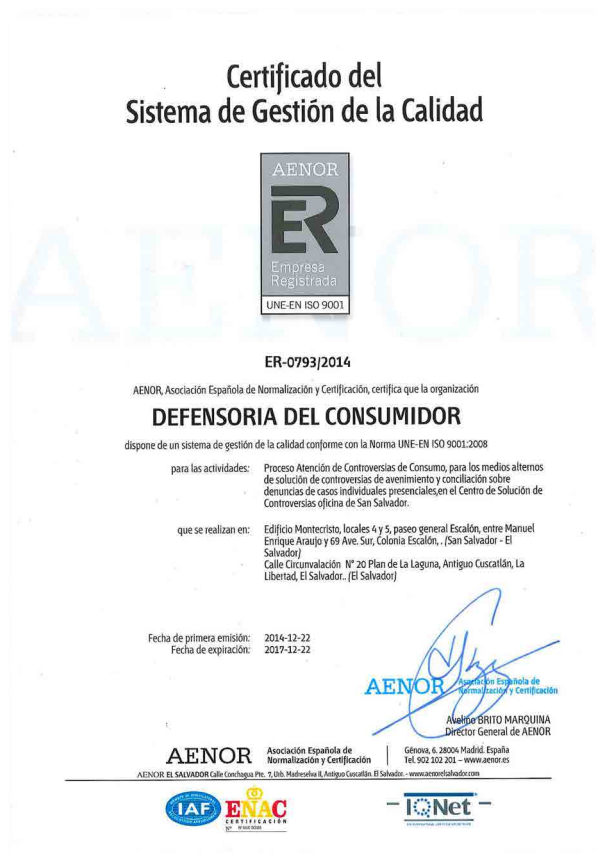 Certificado del
Sistema de Gestión de la Calidad
AENOR
ER
Empresa
Registrada
UNE-EN ISO 9001
AENOR
ER-0793/2014
AENOR, Asociación Española de Normalización y Certificación, certifica que la organización
DEFENSORIA DEL CONSUMIDOR
dispone de un sistema de gestión de la calidad conforme con la Norma UNE-EN ISO 9001:2008
para las actividades: Proceso Atención de Controversias de Consumo, para los medios alternos
de solución de controversias de avenimiento y conciliación sobre
denuncias de casos individuales presenciales,en el Centro de Solución de
Controversias oficina de San Salvador.
que se realizan en: Edificio Montecristo, locales 4 y 5, paseo general Escalón, entre Manuel
Enrique Araujo y 69 Ave. Sur, Colonia Escalón, . (San Salvador - El
Salvador)
Calle Circunvalación Nº 20 Plan de La Laguna, Antiguo Cuscatlán, La
Libertad, El Salvador.. (El Salvador)
Fecha de primera emisión: 2014-12-22
Fecha de expiración: 2017-12-22
AENOR Asociación Española de
Normalización y Certificación
Avelino BRITO MARQUINA
Director General de AENOR
AENOR Asociación Española de
Normalización y Certificación
Génova, 6. 28004 Madrid. España
Tel. 902 102 201 – www.aenor.es
AENOR EL SALVADOR Calle Conchagua Pte. 7, Urb. Madreselva II, Antiguo Cuscatlán. El Salvador. - www.aenorelsalvador.com
IAF
ENAC
CERTIFICACIÓN
IQNet